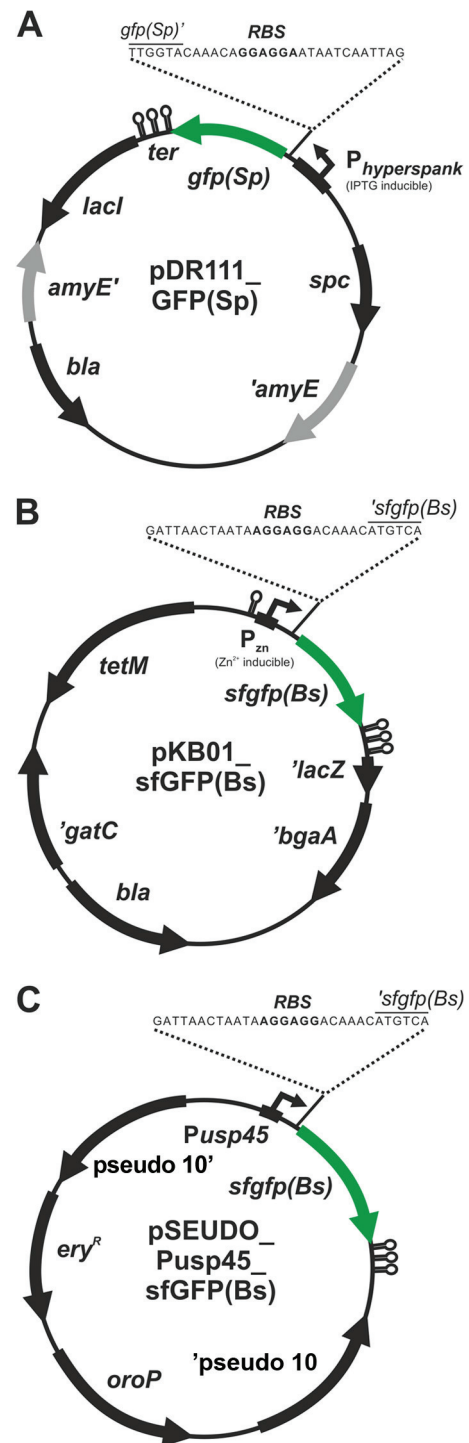 A
gfp(Sp)'
RBS
TTGGTACAAACAGGAGGAATAATCAATTAG
ter
gfp(Sp)
Phyperspank
(IPTG inducible)
lacI
pDR111_
GFP(Sp)
amyE'
spc
bla
'amyE
B
'sfgfp(Bs)
RBS
GATTAACTAATAAGGAGGACAAACATGTCA
Pzn
(Zn²⁺ inducible)
tetM
sfgfp(Bs)
pKB01_
sfGFP(Bs)
'lacZ
'gatC
'bgaA
bla
C
'sfgfp(Bs)
RBS
GATTAACTAATAAGGAGGACAAACATGTCA
Pusp45
pseudo 10'
sfgfp(Bs)
eryR
pSEUDO_
Pusp45_
sfGFP(Bs)
'pseudo 10
oroP